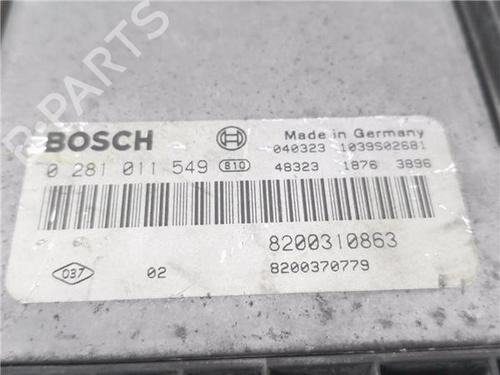 B-PARTS
BOSCH
Made in Germany
040323 1039S02681
0 281 011 549 810 48323 1876 3896
8200310863
037 02 8200370779